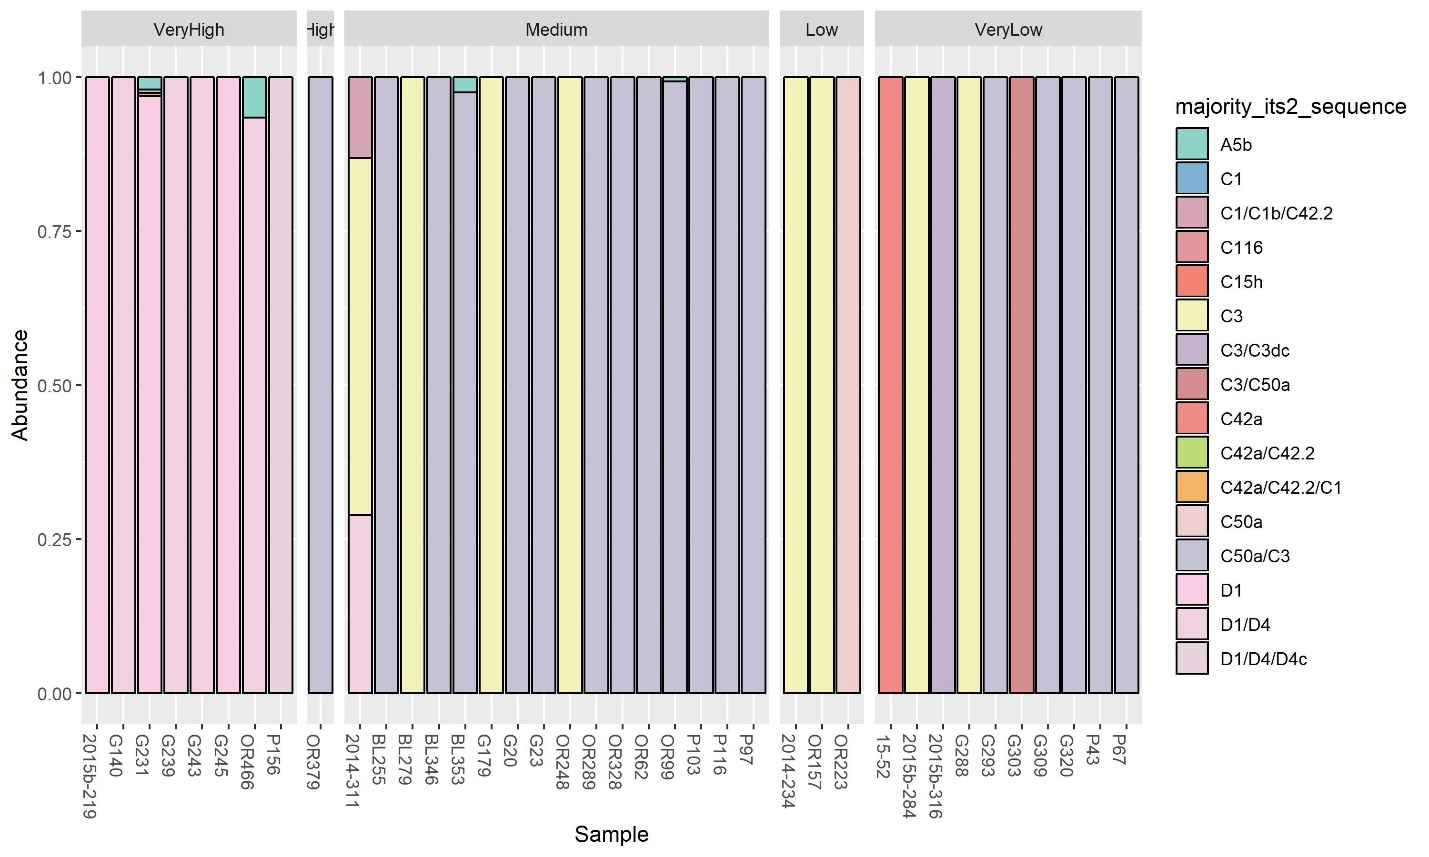 VeryHigh
High
Medium
Low
VeryLow
1.00
0.75
0.50
0.25
0.00
Abundance
2015b-219
G140
G231
G239
G243
G245
OR466
P156
OR379
2014-311
BL255
BL279
BL346
BL353
G179
G20
G23
OR248
OR289
OR328
OR62
OR99
P103
P116
P97
2014-234
OR157
OR223
15-52
2015b-284
2015b-316
G288
G293
G303
G309
G320
P43
P67
Sample
majority_its2_sequence
A5b
C1
C1/C1b/C42.2
C116
C15h
C3
C3/C3dc
C3/C50a
C42a
C42a/C42.2
C42a/C42.2/C1
C50a
C50a/C3
D1
D1/D4
D1/D4/D4c